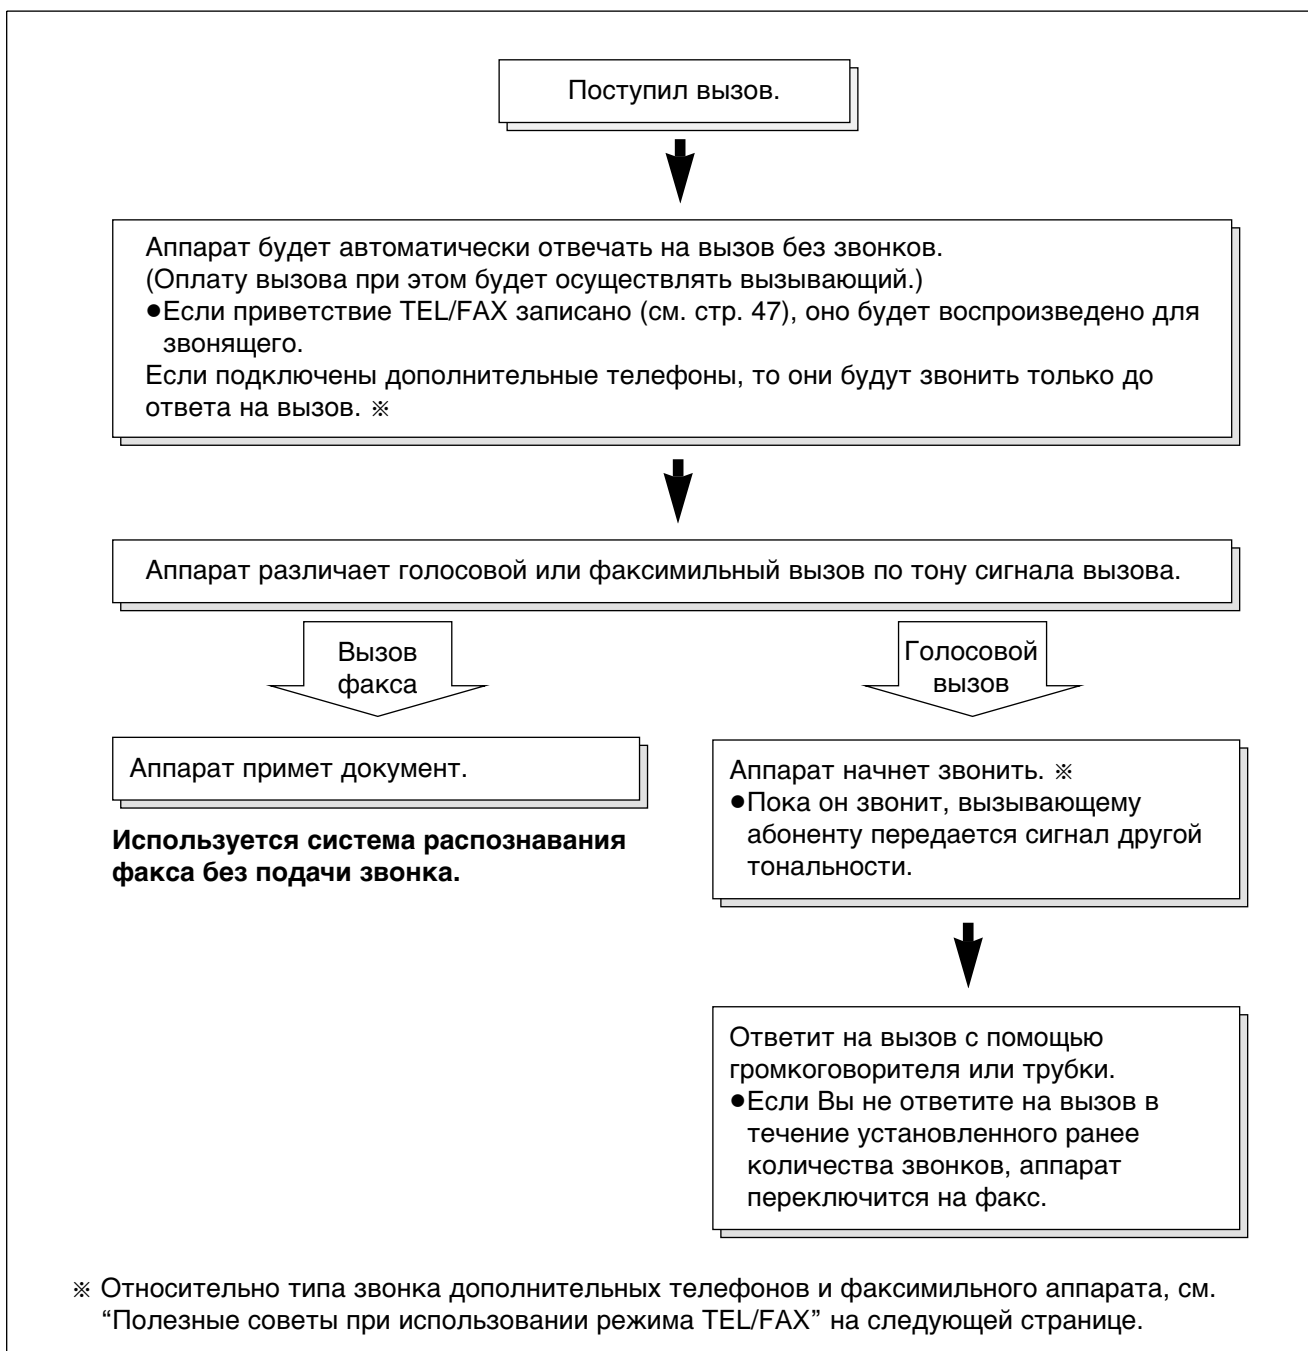 Поступил вызов.
Аппарат будет автоматически отвечать на вызов без звонков.
(Оплату вызова при этом будет осуществлять вызывающий.)
●Если приветствие TEL/FAX записано (см. стр. 47), оно будет воспроизведено для
звонящего.
Если подключены дополнительные телефоны, то они будут звонить только до
ответа на вызов. ※
Аппарат различает голосовой или факсимильный вызов по тону сигнала вызова.
Вызов
факса
Аппарат примет документ.
Используется система распознавания
факса без подачи звонка.
Голосовой
вызов
Аппарат начнет звонить. ※
●Пока он звонит, вызывающему
абоненту передается сигнал другой
тональности.
Ответит на вызов с помощью
громкоговорителя или трубки.
●Если Вы не ответите на вызов в
течение установленного ранее
количества звонков, аппарат
переключится на факс.
※ Относительно типа звонка дополнительных телефонов и факсимильного аппарата, см.
“Полезные советы при использовании режима TEL/FAX” на следующей странице.